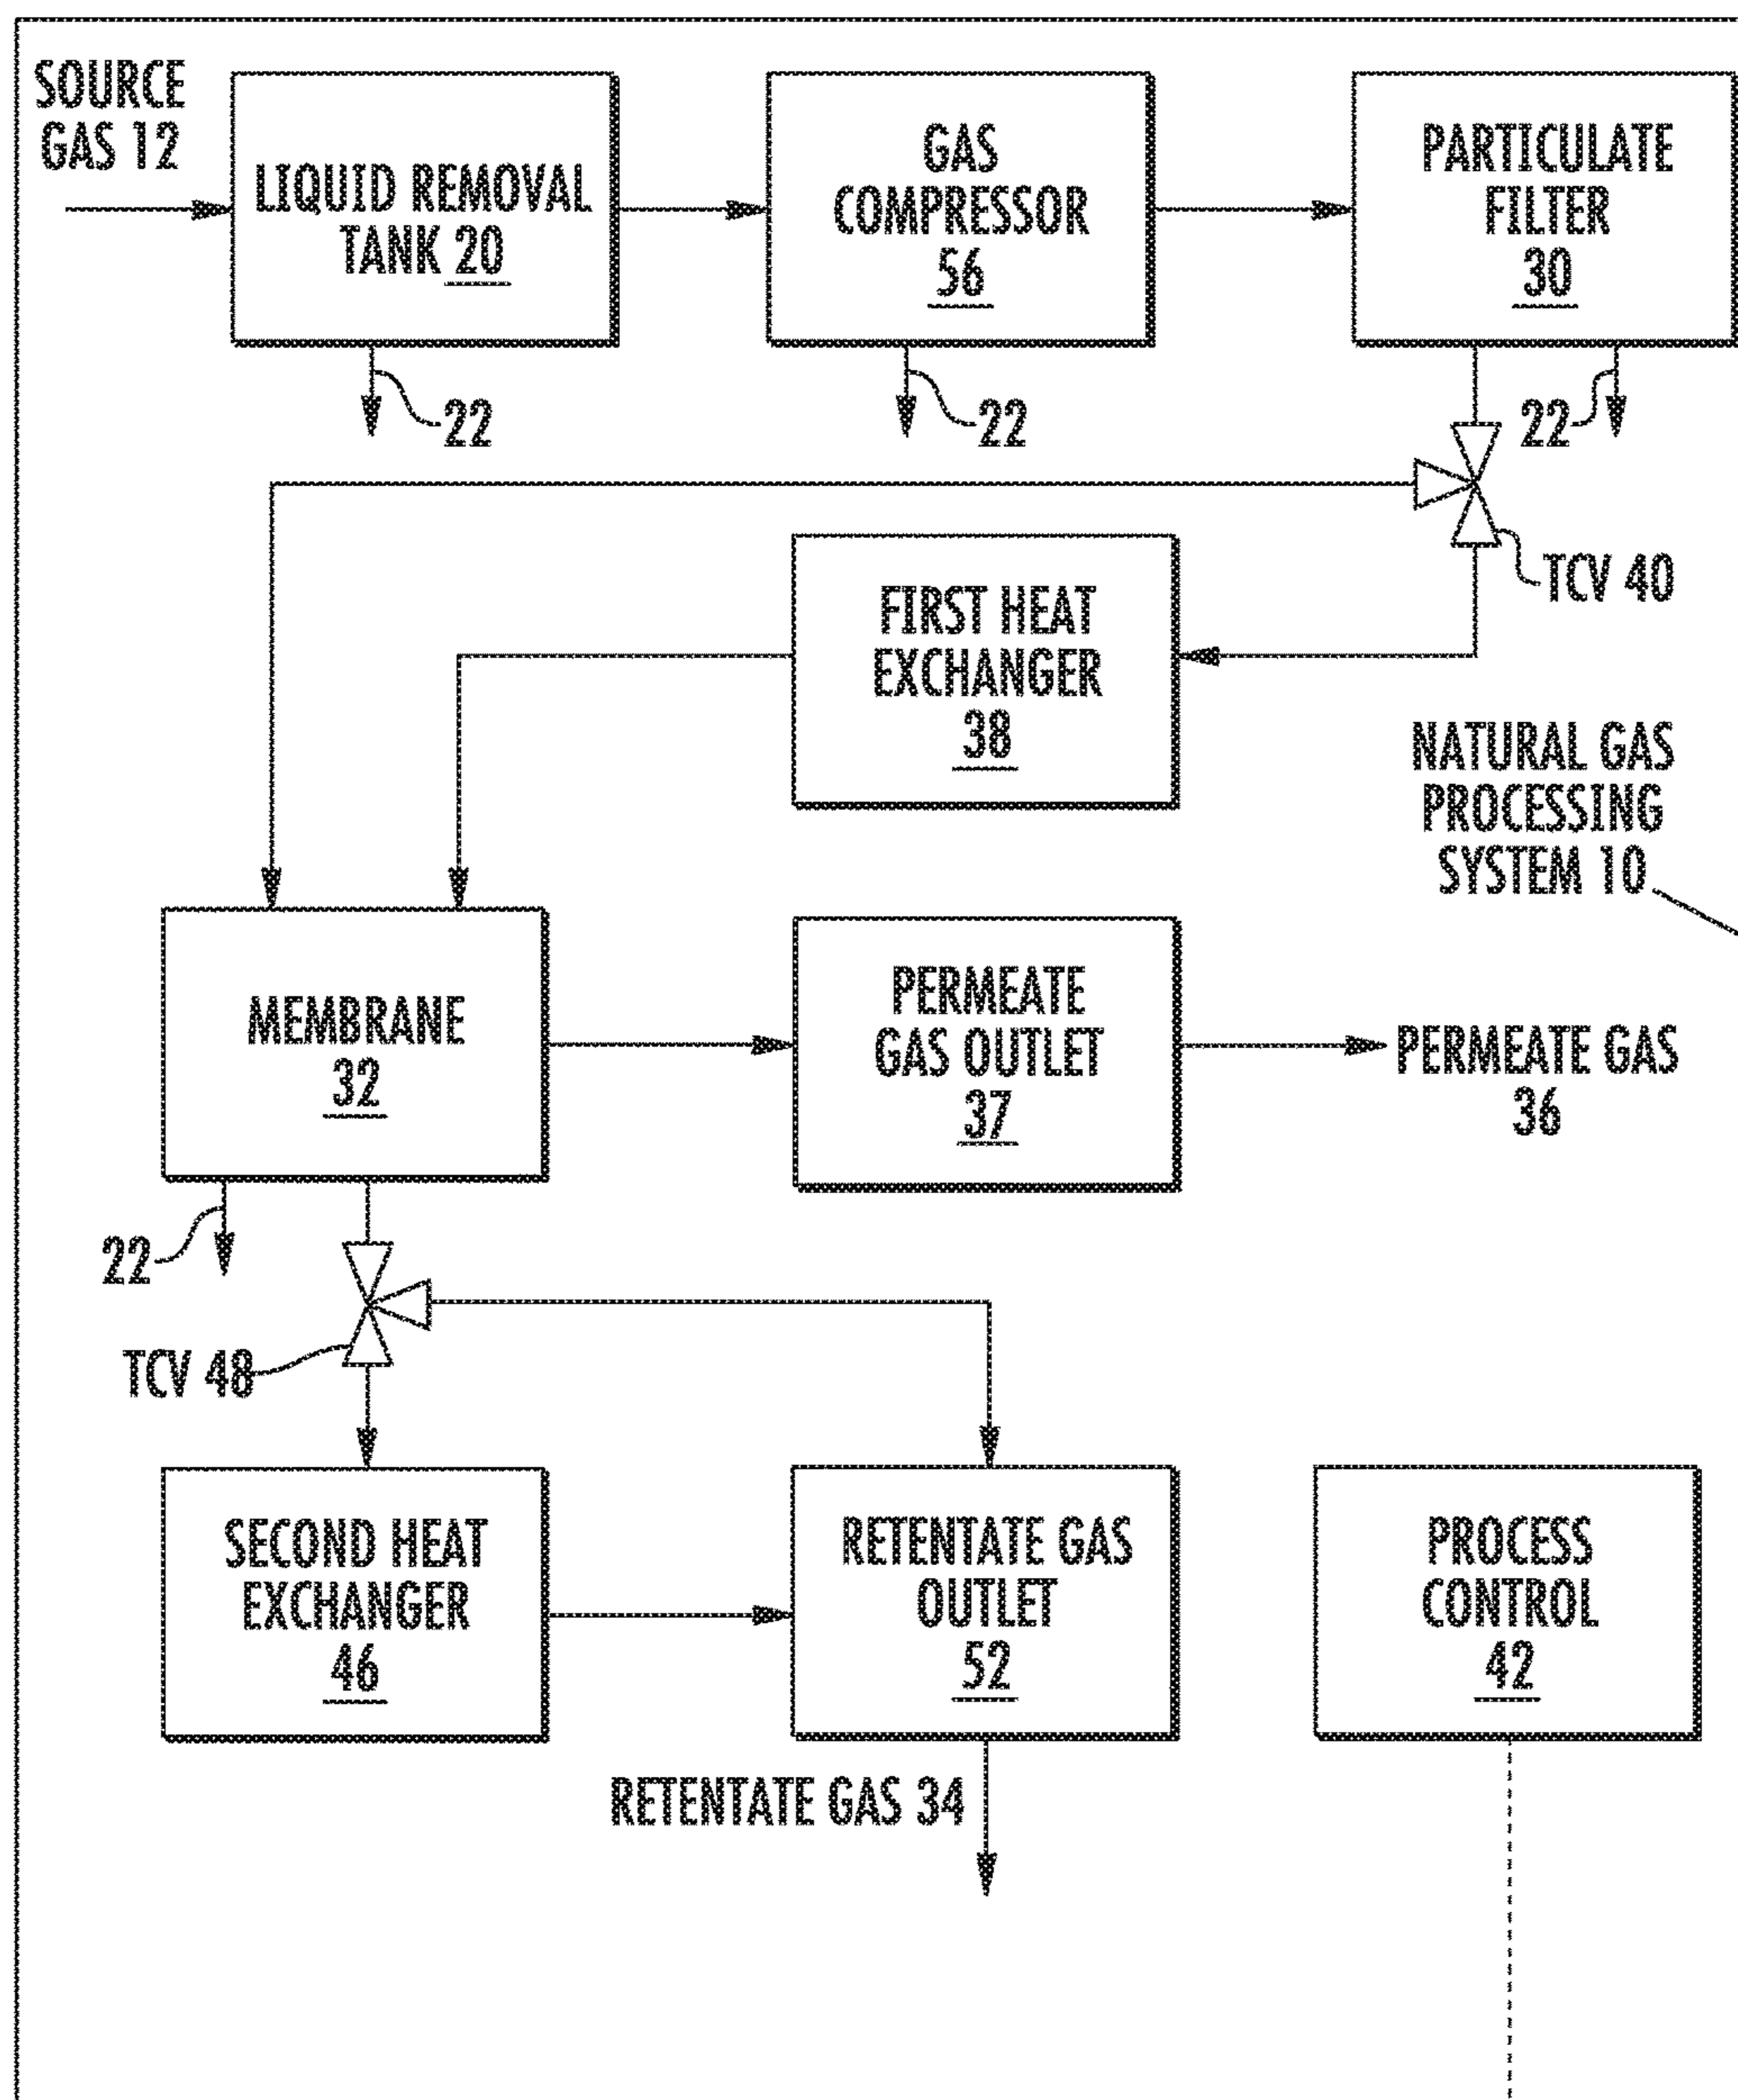 SOURCE
GAS 12
LIQUID REMOVAL
TANK 20
GAS
COMPRESSOR
56
PARTICULATE
FILTER
30
22
22
22
TCV 40
FIRST HEAT
EXCHANGER
38
NATURAL GAS
PROCESSING
SYSTEM 10
MEMBRANE
32
PERMEATE
GAS OUTLET
37
PERMEATE GAS
36
22
TCV 48
SECOND HEAT
EXCHANGER
46
RETENTATE GAS
OUTLET
52
PROCESS
CONTROL
42
RETENTATE GAS 34